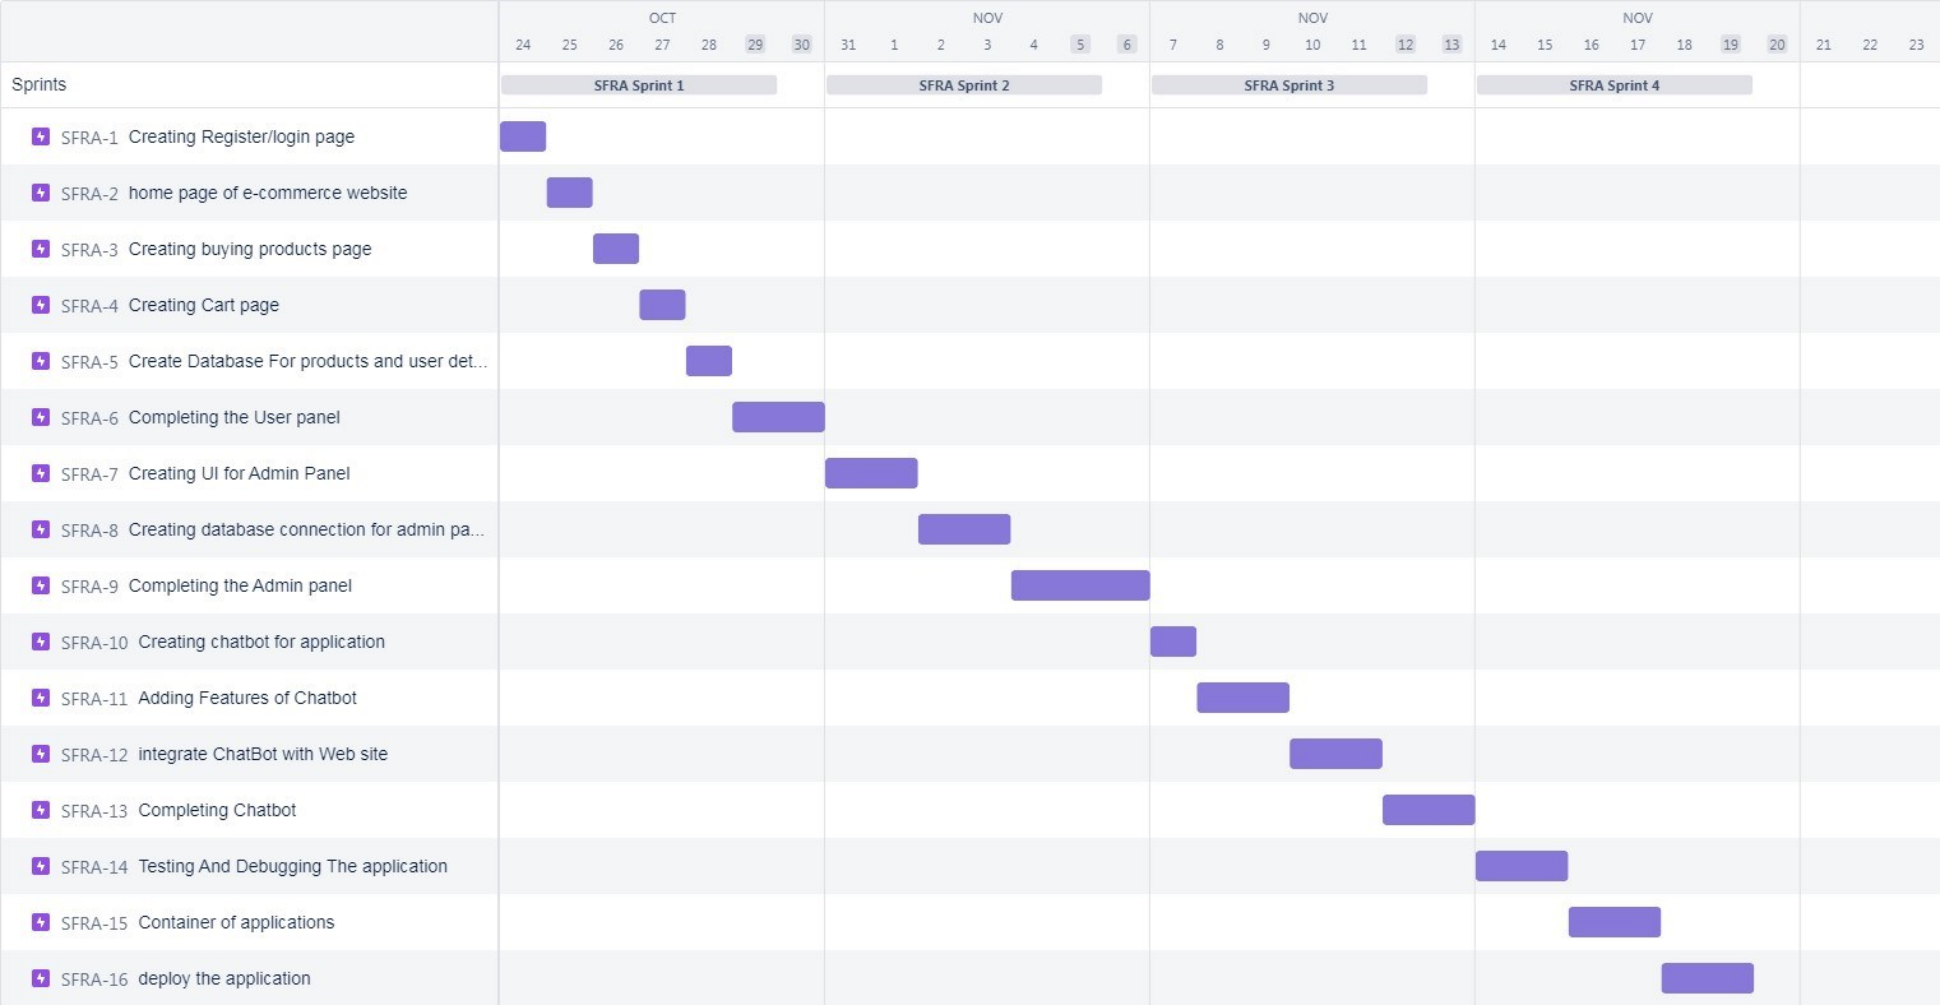 OCT NOV NOV NOV
24 25 26 27 28 29 30 31 1 2 3 4 5 6 7 8 9 10 11 12 13 14 15 16 17 18 19 20 21 22 23
Sprints SFRA Sprint 1 SFRA Sprint 2 SFRA Sprint 3 SFRA Sprint 4
SFRA-1 Creating Register/login page
SFRA-2 home page of e-commerce website
SFRA-3 Creating buying products page
SFRA-4 Creating Cart page
SFRA-5 Create Database For products and user det...
SFRA-6 Completing the User panel
SFRA-7 Creating UI for Admin Panel
SFRA-8 Creating database connection for admin pa...
SFRA-9 Completing the Admin panel
SFRA-10 Creating chatbot for application
SFRA-11 Adding Features of Chatbot
SFRA-12 integrate ChatBot with Web site
SFRA-13 Completing Chatbot
SFRA-14 Testing And Debugging The application
SFRA-15 Container of applications
SFRA-16 deploy the application